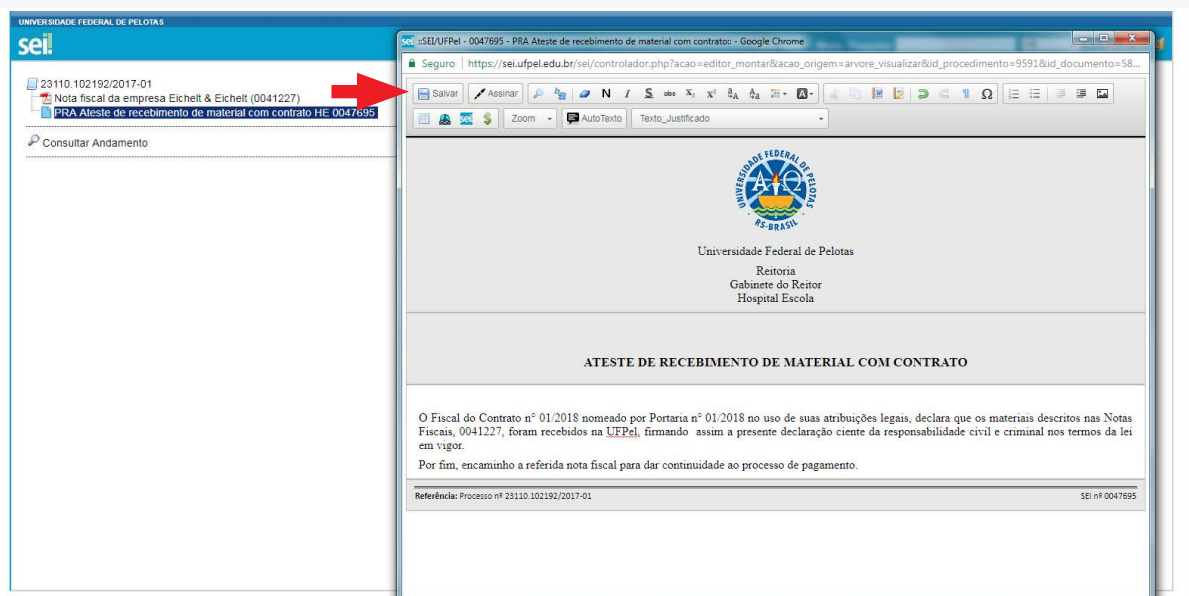 UNIVERSIDADE FEDERAL DE PELOTAS
sei!
23110.102192/2017-01
Nota fiscal da empresa Eichelt & Eichelt (0041227)
PRA Ateste de recebimento de material com contrato HE 0047695
Consultar Andamento
sei. ::SEI/UFPel - 0047695 - PRA Ateste de recebimento de material com contrato:: - Google Chrome
Seguro | https://sei.ufpel.edu.br/sei/controlador.php?acao=editor_montar&acao_origem=arvore_visualizar&id_procedimento=9591&id_documento=58...
Salvar Assinar N I S abc X₂ X² A
sei. $ Zoom AutoTexto Texto_Justificado
UNIVERSIDADE FEDERAL DE PELOTAS
RS-BRASIL
Universidade Federal de Pelotas
Reitoria
Gabinete do Reitor
Hospital Escola
ATESTE DE RECEBIMENTO DE MATERIAL COM CONTRATO
O Fiscal do Contrato n° 01/2018 nomeado por Portaria n° 01/2018 no uso de suas atribuições legais, declara que os materiais descritos nas Notas
Fiscais, 0041227, foram recebidos na UFPel, firmando assim a presente declaração ciente da responsabilidade civil e criminal nos termos da lei
em vigor.
Por fim, encaminho a referida nota fiscal para dar continuidade ao processo de pagamento.
Referência: Processo nº 23110.102192/2017-01 SEI nº 0047695